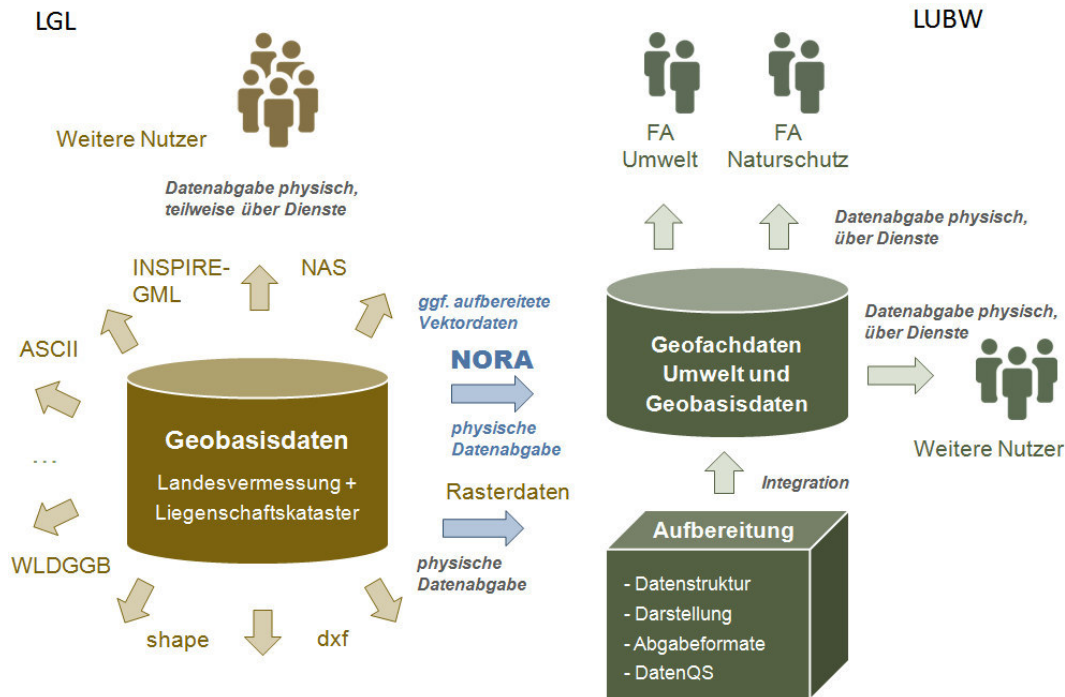 LGL
Weitere Nutzer
Datenabgabe physisch,
teilweise über Dienste
INSPIRE-
GML
NAS
ASCII
...
WLDGGB
shape
dxf
Geobasisdaten
Landesvermessung +
Liegenschaftskataster
ggf. aufbereitete
Vektordaten
NORA
physische
Datenabgabe
Rasterdaten
physische
Datenabgabe
LUBW
FA
Umwelt
FA
Naturschutz
Datenabgabe physisch,
über Dienste
Geofachdaten
Umwelt und
Geobasisdaten
Datenabgabe physisch,
über Dienste
Weitere Nutzer
Integration
Aufbereitung
- Datenstruktur
- Darstellung
- Abgabeformate
- DatenQS